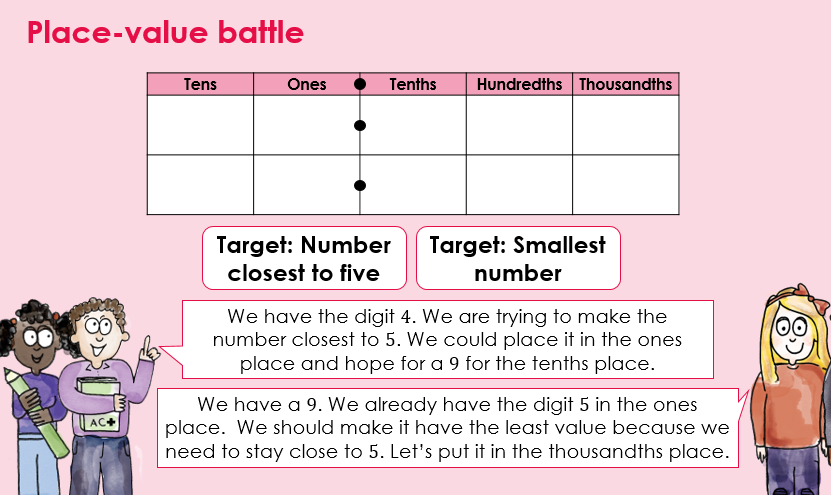 Place-value battle
Tens Ones Tenths Hundredths Thousandths
Target: Number
closest to five
Target: Smallest
number
We have the digit 4. We are trying to make the
number closest to 5. We could place it in the ones
place and hope for a 9 for the tenths place.
We have a 9. We already have the digit 5 in the ones
place. We should make it have the least value because we
need to stay close to 5. Let’s put it in the thousandths place.
AC+